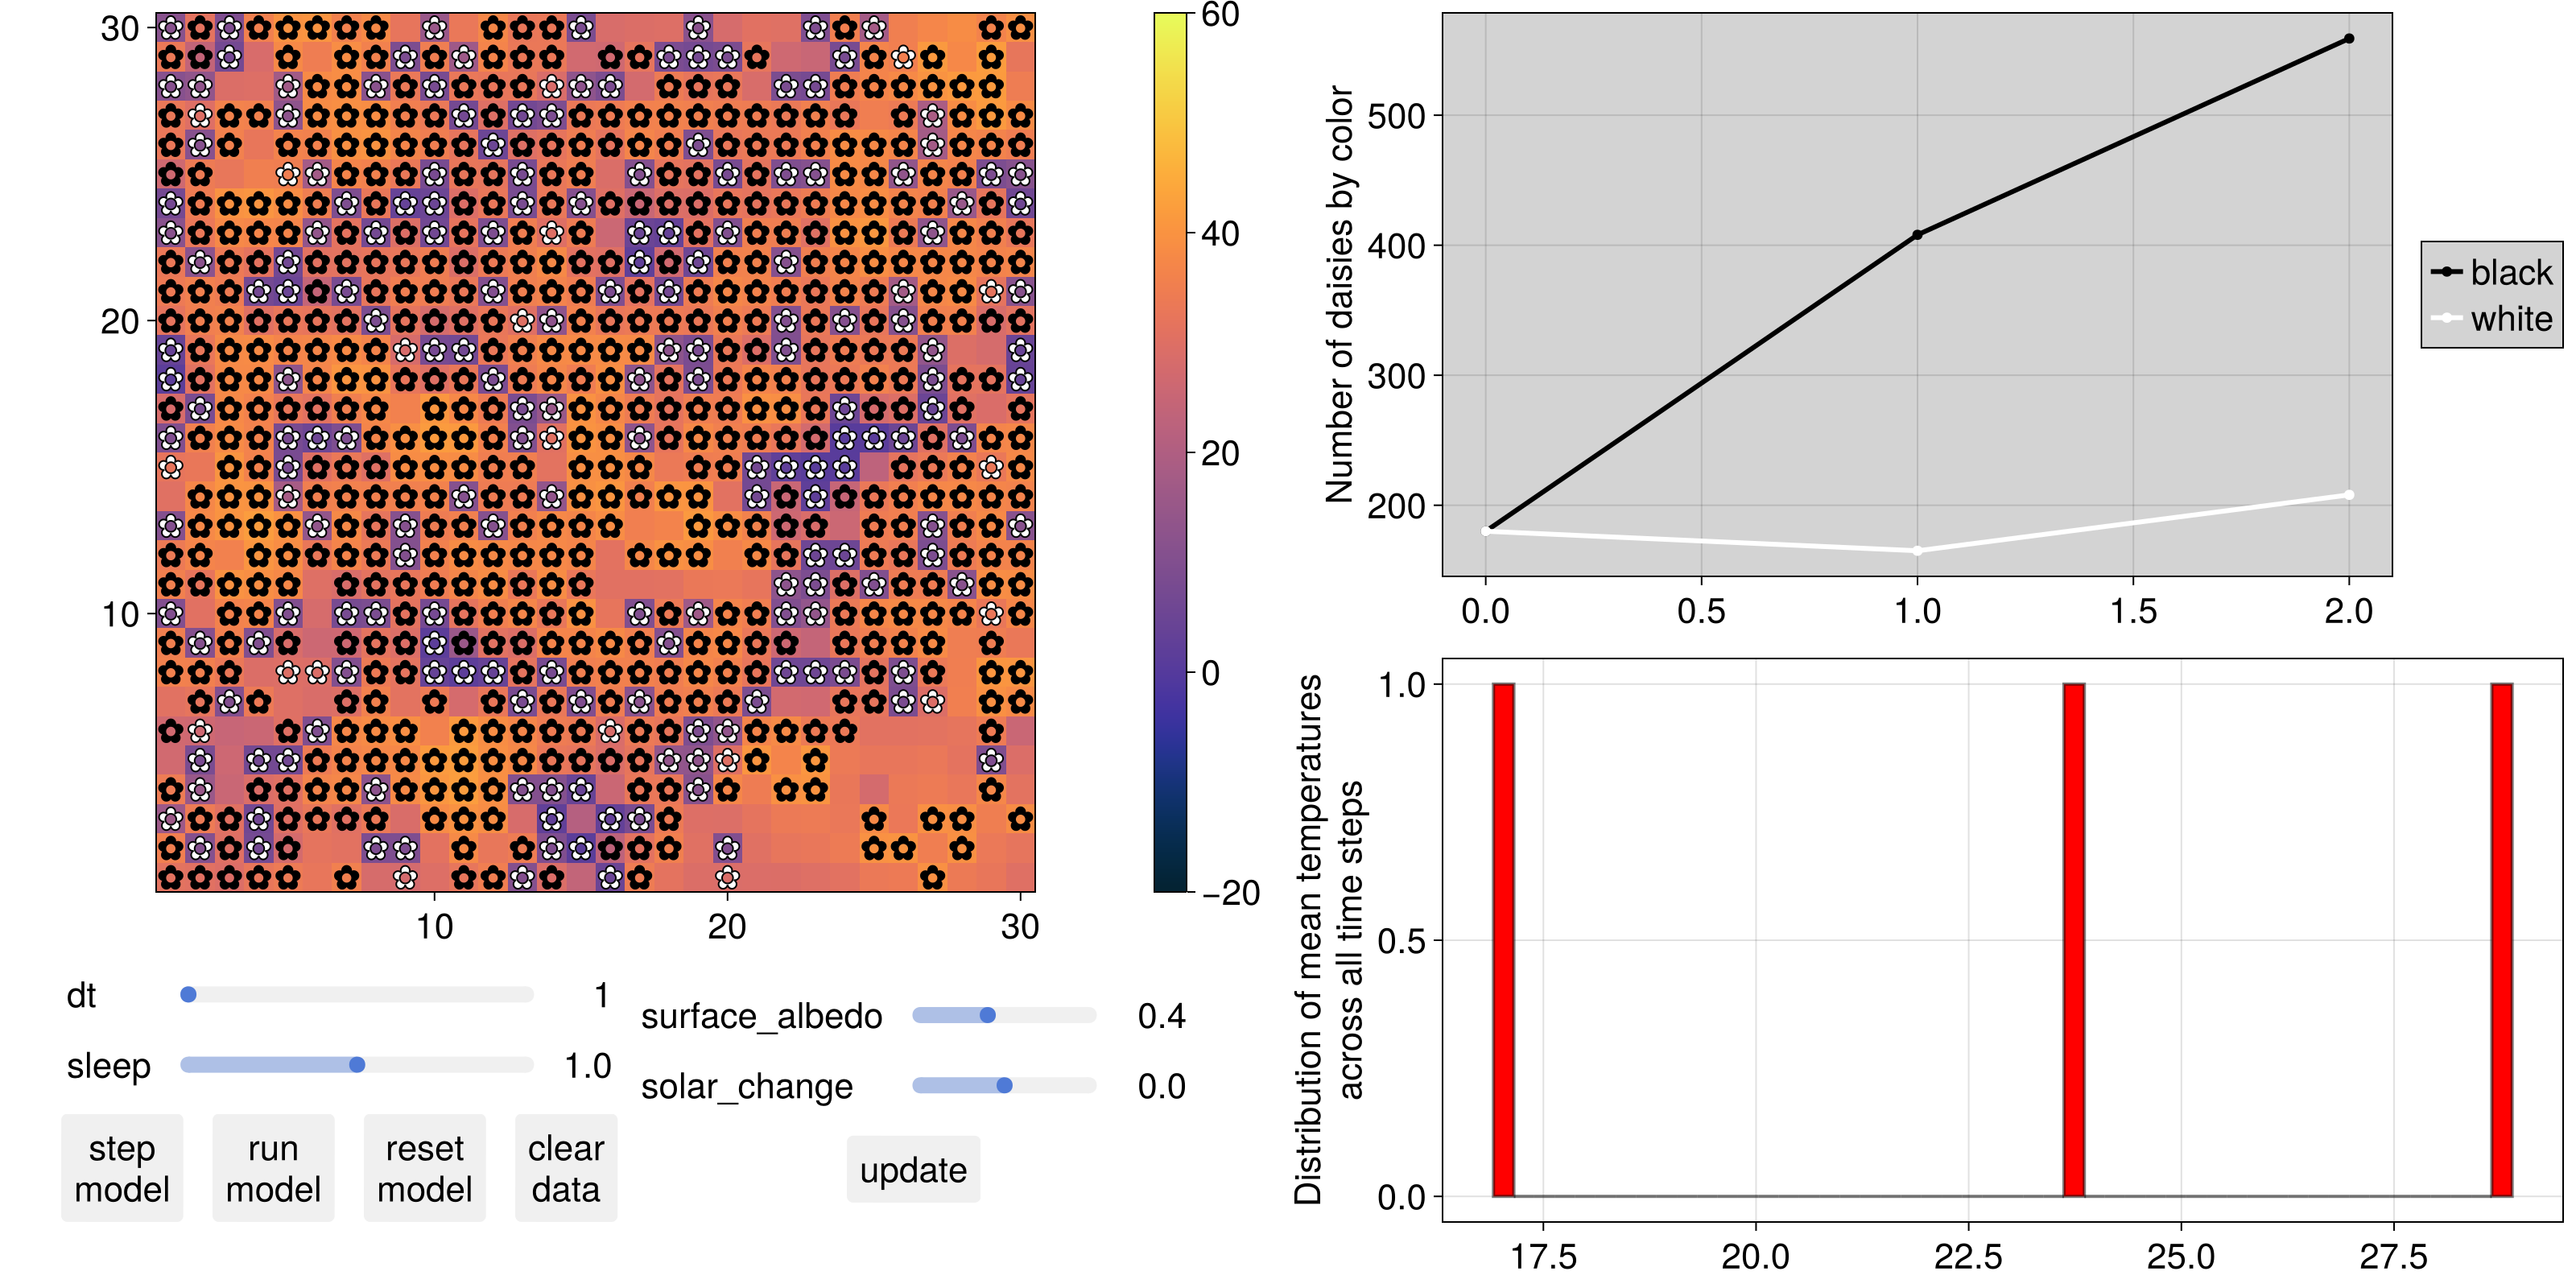 30
20
10
10
20
30
60
40
20
0
−20
Number of daisies by color
500
400
300
200
0.0
0.5
1.0
1.5
2.0
black
white
Distribution of mean temperatures
across all time steps
1.0
0.5
0.0
17.5
20.0
22.5
25.0
27.5
dt
1
sleep
1.0
surface_albedo
0.4
solar_change
0.0
step
model
run
model
reset
model
clear
data
update